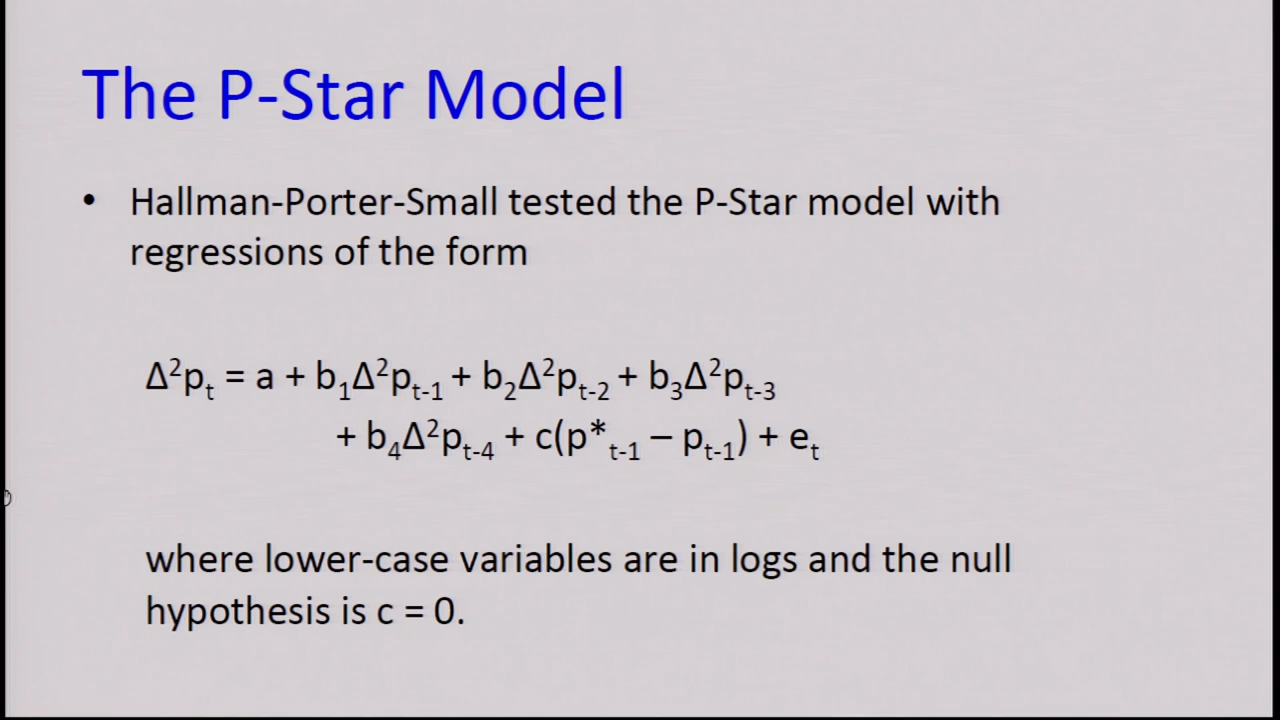 The P-Star Model
• Hallman-Porter-Small tested the P-Star model with
regressions of the form
Δ²pₜ = a + b₁Δ²pₜ₋₁ + b₂Δ²pₜ₋₂ + b₃Δ²pₜ₋₃
+ b₄Δ²pₜ₋₄ + c(p*ₜ₋₁ – pₜ₋₁) + eₜ
where lower-case variables are in logs and the null
hypothesis is c = 0.